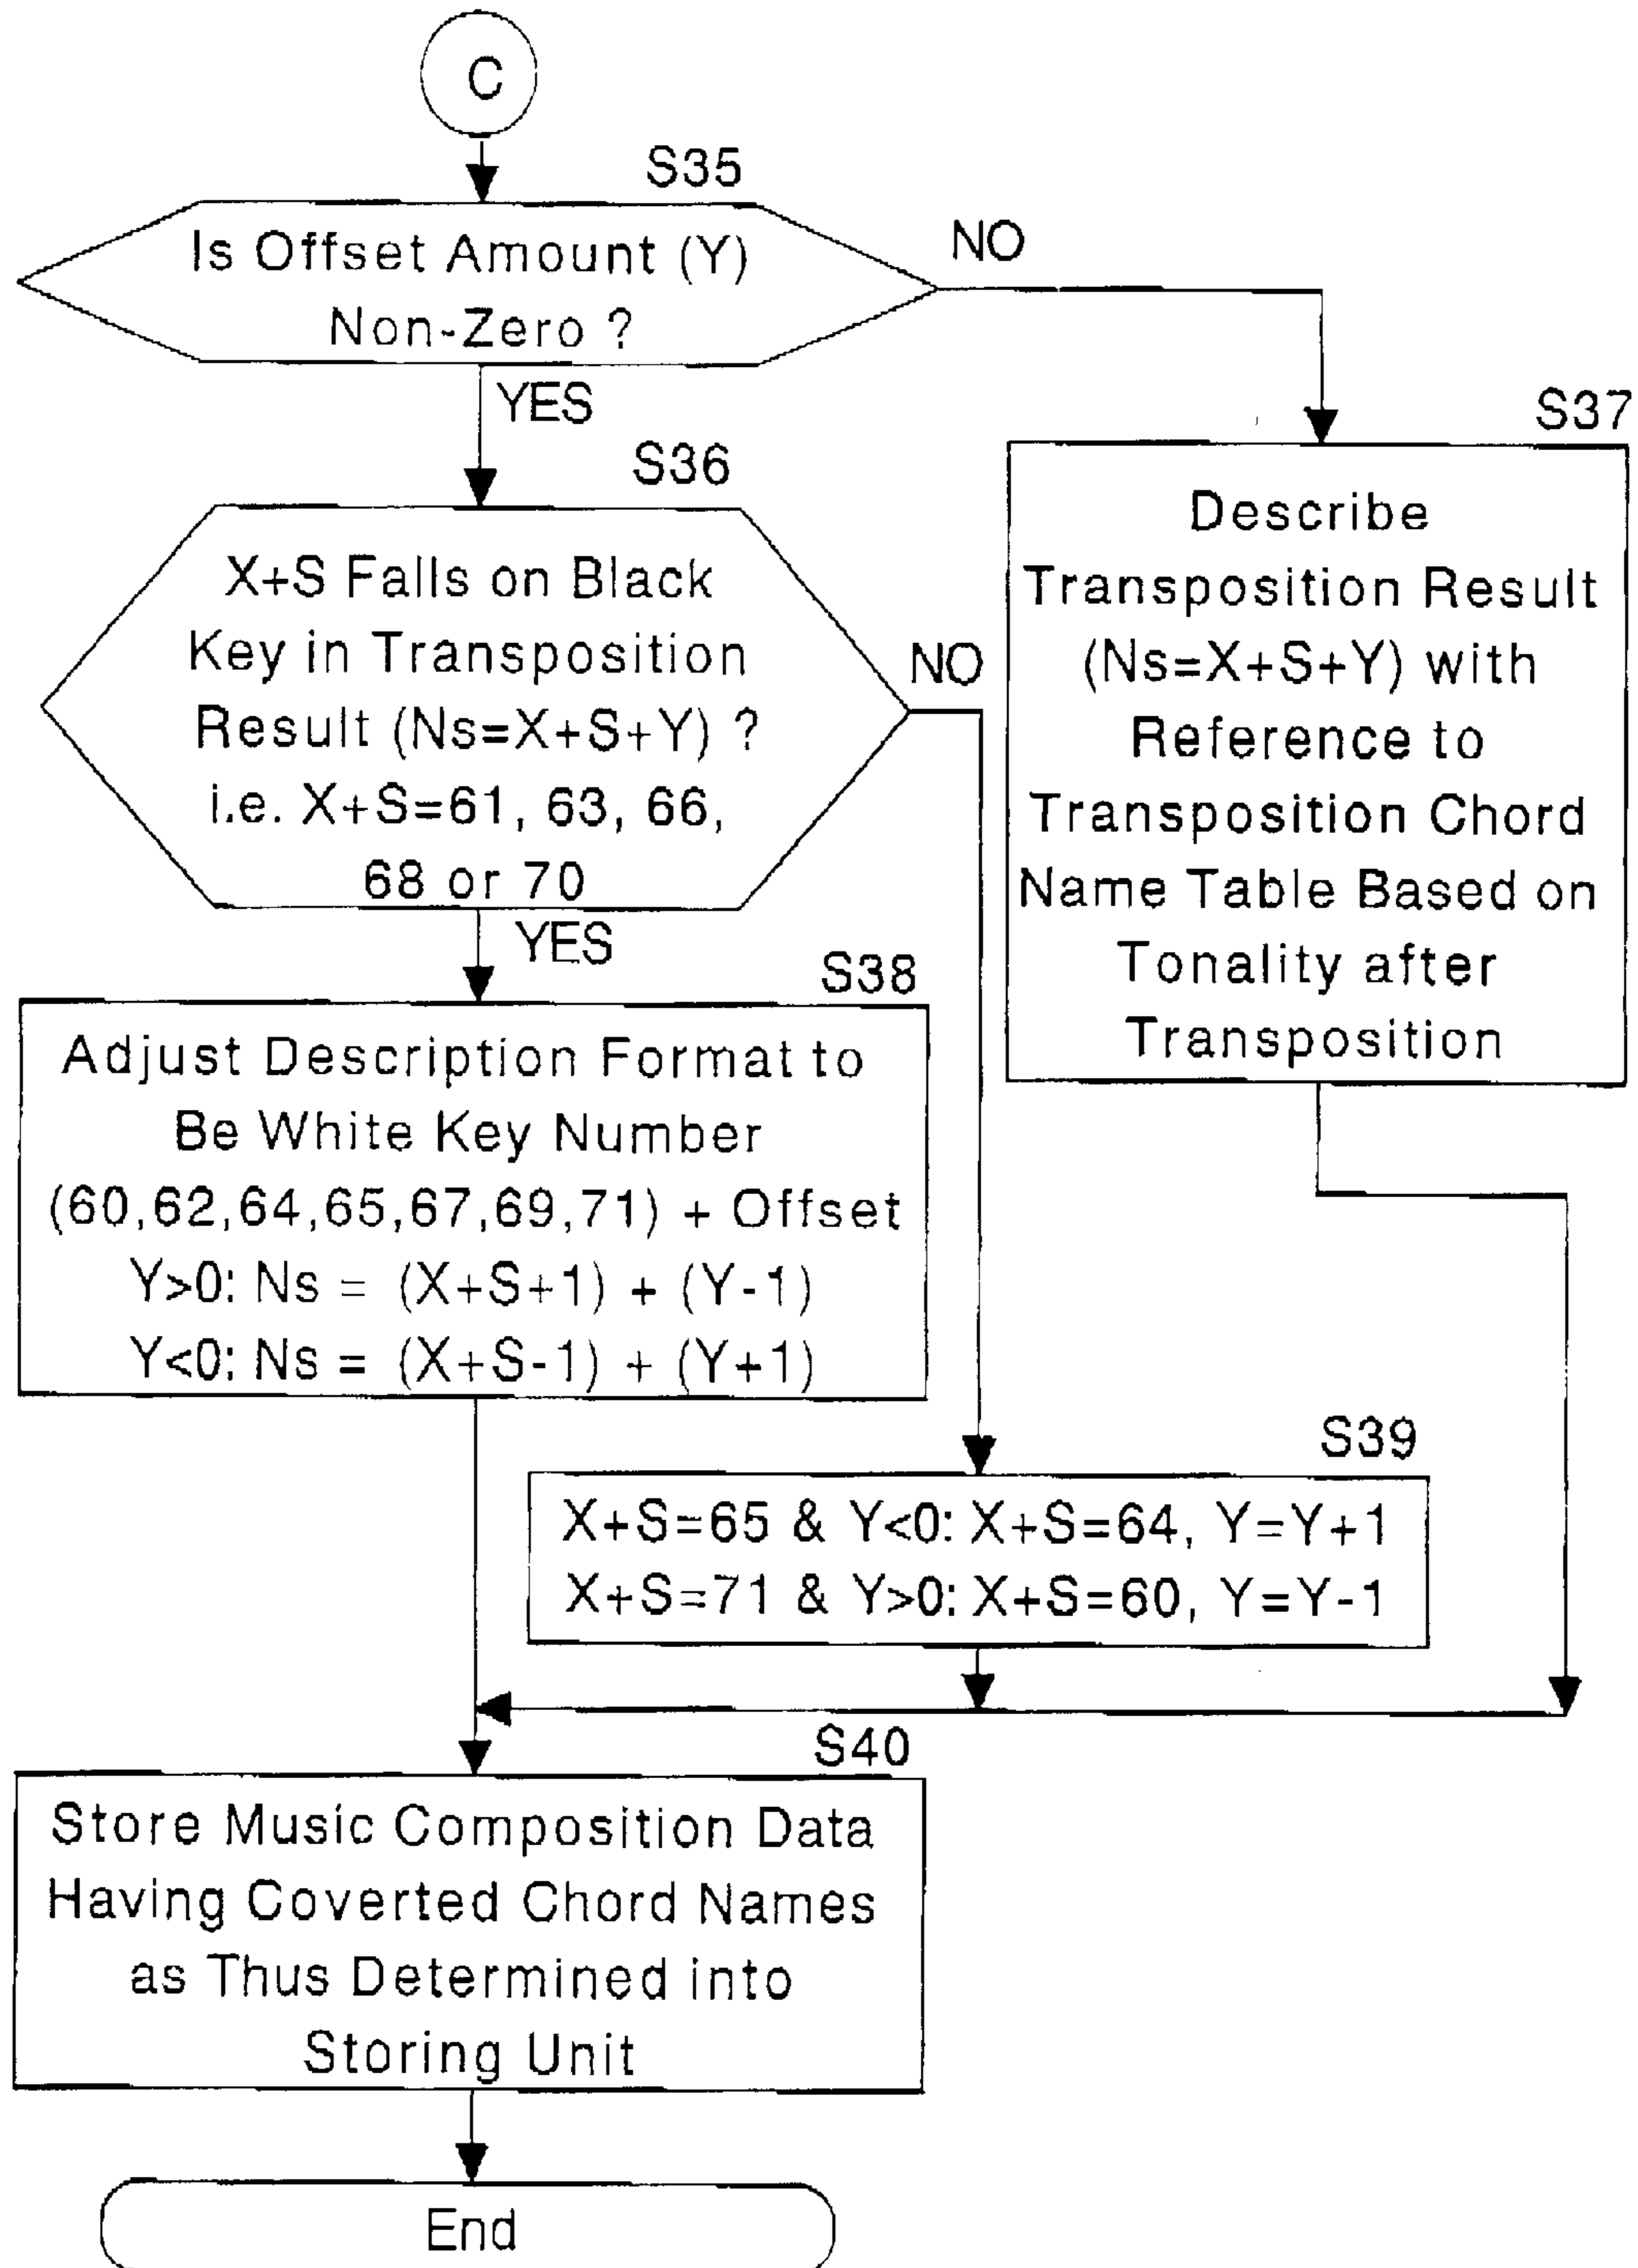 C
S35
Is Offset Amount (Y)
Non-Zero ?
NO
YES
S36
X+S Falls on Black
Key in Transposition
Result (Ns=X+S+Y) ?
i.e. X+S=61, 63, 66,
68 or 70
NO
YES
S37
Describe
Transposition Result
(Ns=X+S+Y) with
Reference to
Transposition Chord
Name Table Based on
Tonality after
Transposition
S38
Adjust Description Format to
Be White Key Number
(60,62,64,65,67,69,71) + Offset
Y>0: Ns = (X+S+1) + (Y-1)
Y<0: Ns = (X+S-1) + (Y+1)
S39
X+S=65 & Y<0: X+S=64, Y=Y+1
X+S=71 & Y>0: X+S=60, Y=Y-1
S40
Store Music Composition Data
Having Coverted Chord Names
as Thus Determined into
Storing Unit
End